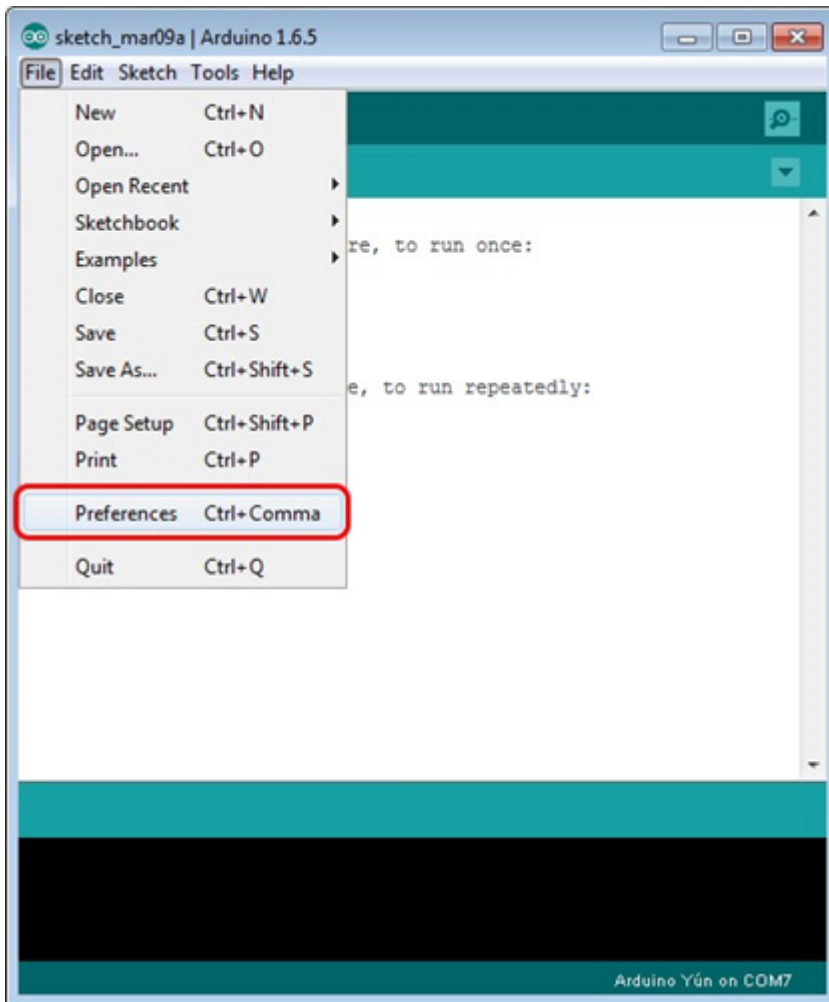 sketch_mar09a | Arduino 1.6.5
File Edit Sketch Tools Help
New Ctrl+N
Open... Ctrl+O
Open Recent
Sketchbook
re, to run once:
Examples
Close Ctrl+W
Save Ctrl+S
Save As... Ctrl+Shift+S
e, to run repeatedly:
Page Setup Ctrl+Shift+P
Print Ctrl+P
Preferences Ctrl+Comma
Quit Ctrl+Q
Arduino Yún on COM7